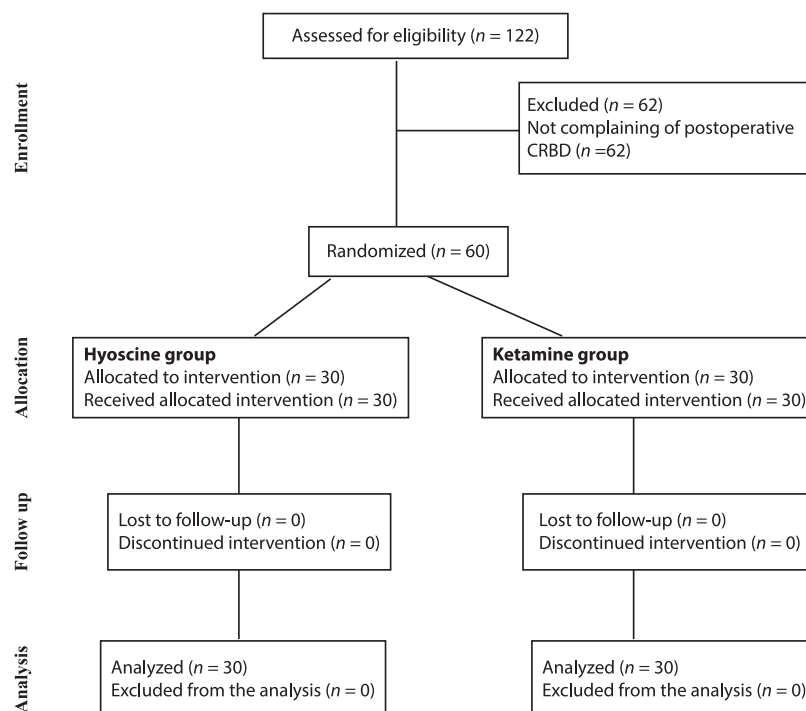 Assessed for eligibility (n = 122)
Enrollment
Excluded (n = 62)
Not complaining of postoperative
CRBD (n =62)
Randomized (n = 60)
Allocation
Hyoscine group
Allocated to intervention (n = 30)
Received allocated intervention (n = 30)
Ketamine group
Allocated to intervention (n = 30)
Received allocated intervention (n = 30)
Follow up
Lost to follow-up (n = 0)
Discontinued intervention (n = 0)
Lost to follow-up (n = 0)
Discontinued intervention (n = 0)
Analysis
Analyzed (n = 30)
Excluded from the analysis (n = 0)
Analyzed (n = 30)
Excluded from the analysis (n = 0)